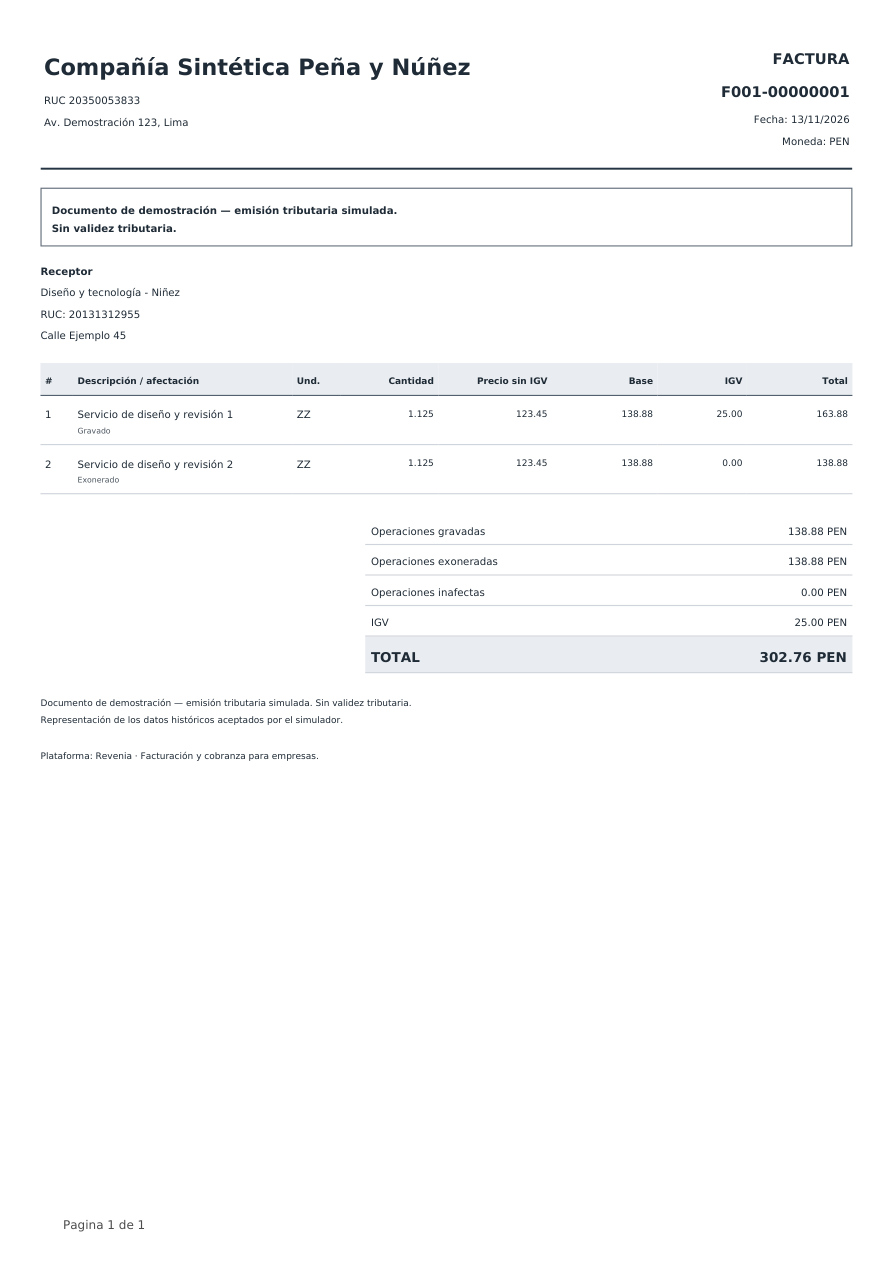 Compañía Sintética Peña y Núñez
RUC 20350053833
Av. Demostración 123, Lima
FACTURA
F001-00000001
Fecha: 13/11/2026
Moneda: PEN
Documento de demostración — emisión tributaria simulada.
Sin validez tributaria.
Receptor
Diseño y tecnología - Niñez
RUC: 20131312955
Calle Ejemplo 45
# Descripción / afectación Und. Cantidad Precio sin IGV Base IGV Total
1 Servicio de diseño y revisión 1 ZZ 1.125 123.45 138.88 25.00 163.88
Gravado
2 Servicio de diseño y revisión 2 ZZ 1.125 123.45 138.88 0.00 138.88
Exonerado
Operaciones gravadas 138.88 PEN
Operaciones exoneradas 138.88 PEN
Operaciones inafectas 0.00 PEN
IGV 25.00 PEN
TOTAL 302.76 PEN
Documento de demostración — emisión tributaria simulada. Sin validez tributaria.
Representación de los datos históricos aceptados por el simulador.
Plataforma: Revenia · Facturación y cobranza para empresas.
Pagina 1 de 1